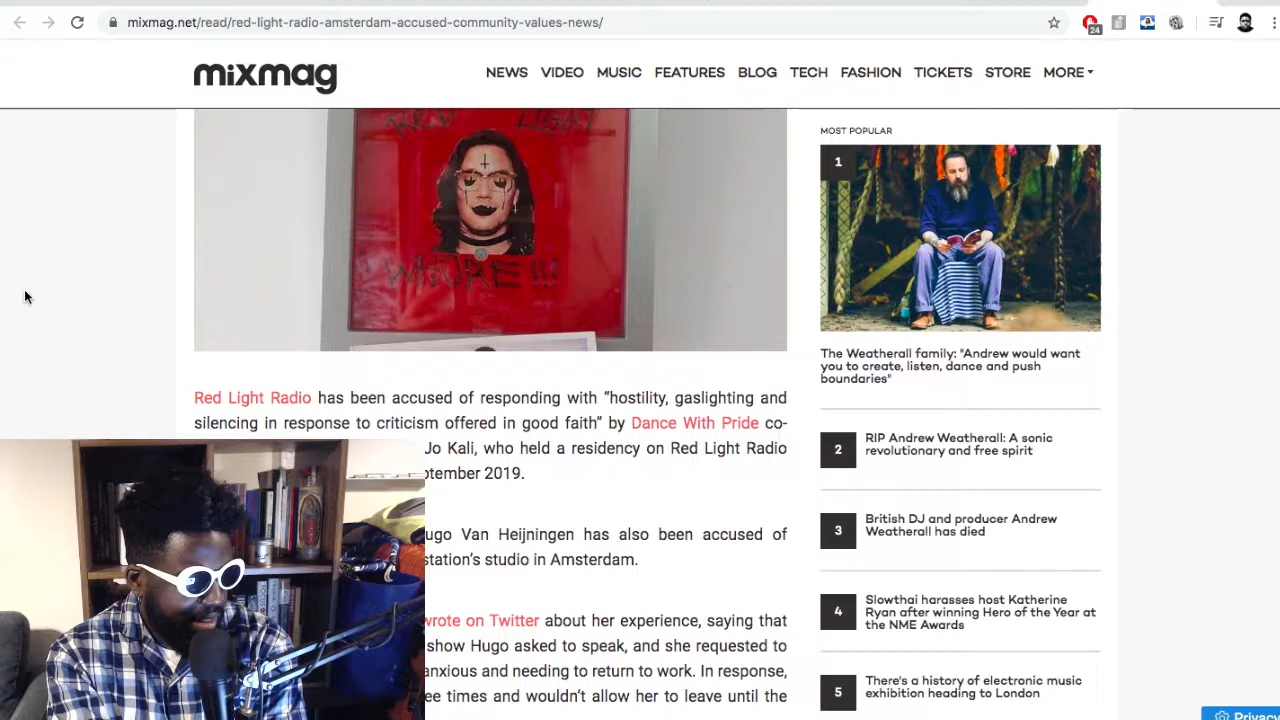 mixmag.net/read/red-light-radio-amsterdam-accused-community-values-news/
24
mixmag
NEWS VIDEO MUSIC FEATURES BLOG TECH FASHION TICKETS STORE MORE
RED LIGHT
WHORE!!!
Red Light Radio has been accused of responding with “hostility, gaslighting and
silencing in response to criticism offered in good faith” by Dance With Pride co-
Jo Kali, who held a residency on Red Light Radio
ptember 2019.
ugo Van Heijningen has also been accused of
station’s studio in Amsterdam.
wrote on Twitter about her experience, saying that
show Hugo asked to speak, and she requested to
anxious and needing to return to work. In response,
ee times and wouldn’t allow her to leave until the
MOST POPULAR
1
The Weatherall family: "Andrew would want
you to create, listen, dance and push
boundaries"
2
RIP Andrew Weatherall: A sonic
revolutionary and free spirit
3
British DJ and producer Andrew
Weatherall has died
4
Slowthai harasses host Katherine
Ryan after winning Hero of the Year at
the NME Awards
5
There's a history of electronic music
exhibition heading to London
Privacy